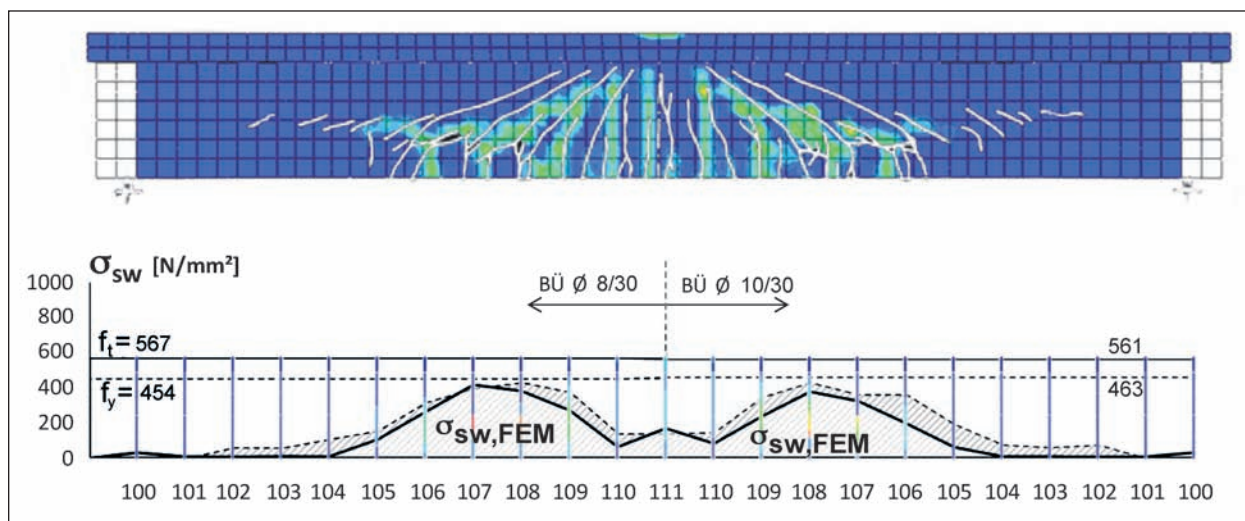 σsw [N/mm²]
1000
800
600
400
200
0
BÜ Ø 8/30
BÜ Ø 10/30
ft = 567
561
fy = 454
463
σsw,FEM
σsw,FEM
100 101 102 103 104 105 106 107 108 109 110 111 110 109 108 107 106 105 104 103 102 101 100